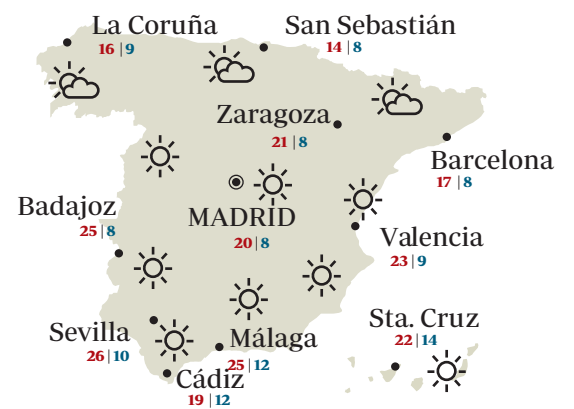 La Coruña
16 | 9
San Sebastián
14 | 8
Zaragoza
21 | 8
Barcelona
17 | 8
MADRID
20 | 8
Badajoz
25 | 8
Valencia
23 | 9
Sevilla
26 | 10
Málaga
25 | 12
Cádiz
19 | 12
Sta. Cruz
22 | 14